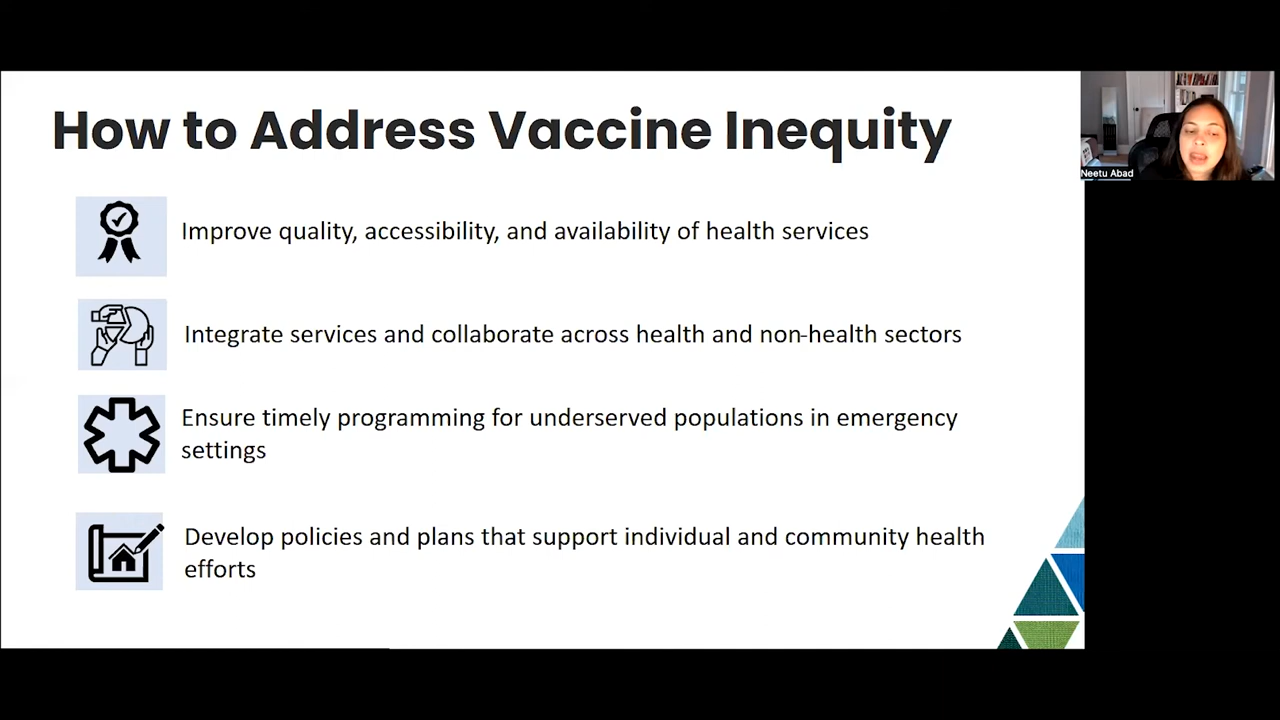 How to Address Vaccine Inequity
Neetu Abad
Improve quality, accessibility, and availability of health services
Integrate services and collaborate across health and non-health sectors
Ensure timely programming for underserved populations in emergency
settings
Develop policies and plans that support individual and community health
efforts